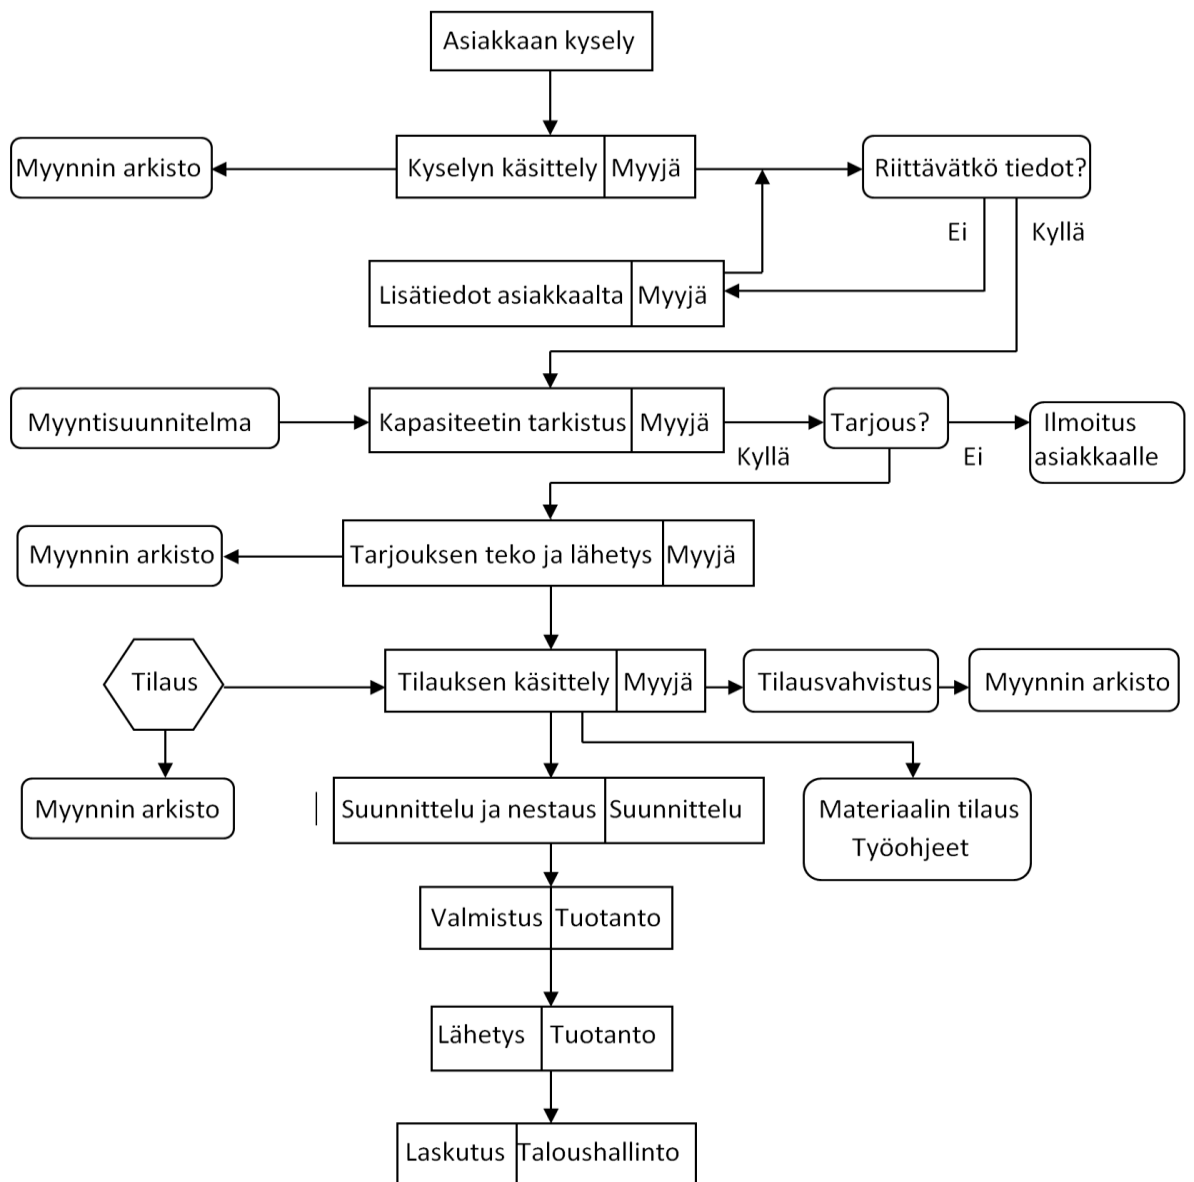 Asiakkaan kysely
Myynnin arkisto
Kyselyn käsittely
Myyjä
Riittävätkö tiedot?
Ei
Kyllä
Lisätiedot asiakkaalta
Myyjä
Myyntisuunnitelma
Kapasiteetin tarkistus
Myyjä
Tarjous?
Ilmoitus
asiakkaalle
Kyllä
Ei
Myynnin arkisto
Tarjouksen teko ja lähetys
Myyjä
Tilaus
Tilauksen käsittely
Myyjä
Tilausvahvistus
Myynnin arkisto
Myynnin arkisto
Suunnittelu ja nestaus
Suunnittelu
Materiaalin tilaus
Työohjeet
Valmistus
Tuotanto
Lähetys
Tuotanto
Laskutus
Taloushallinto